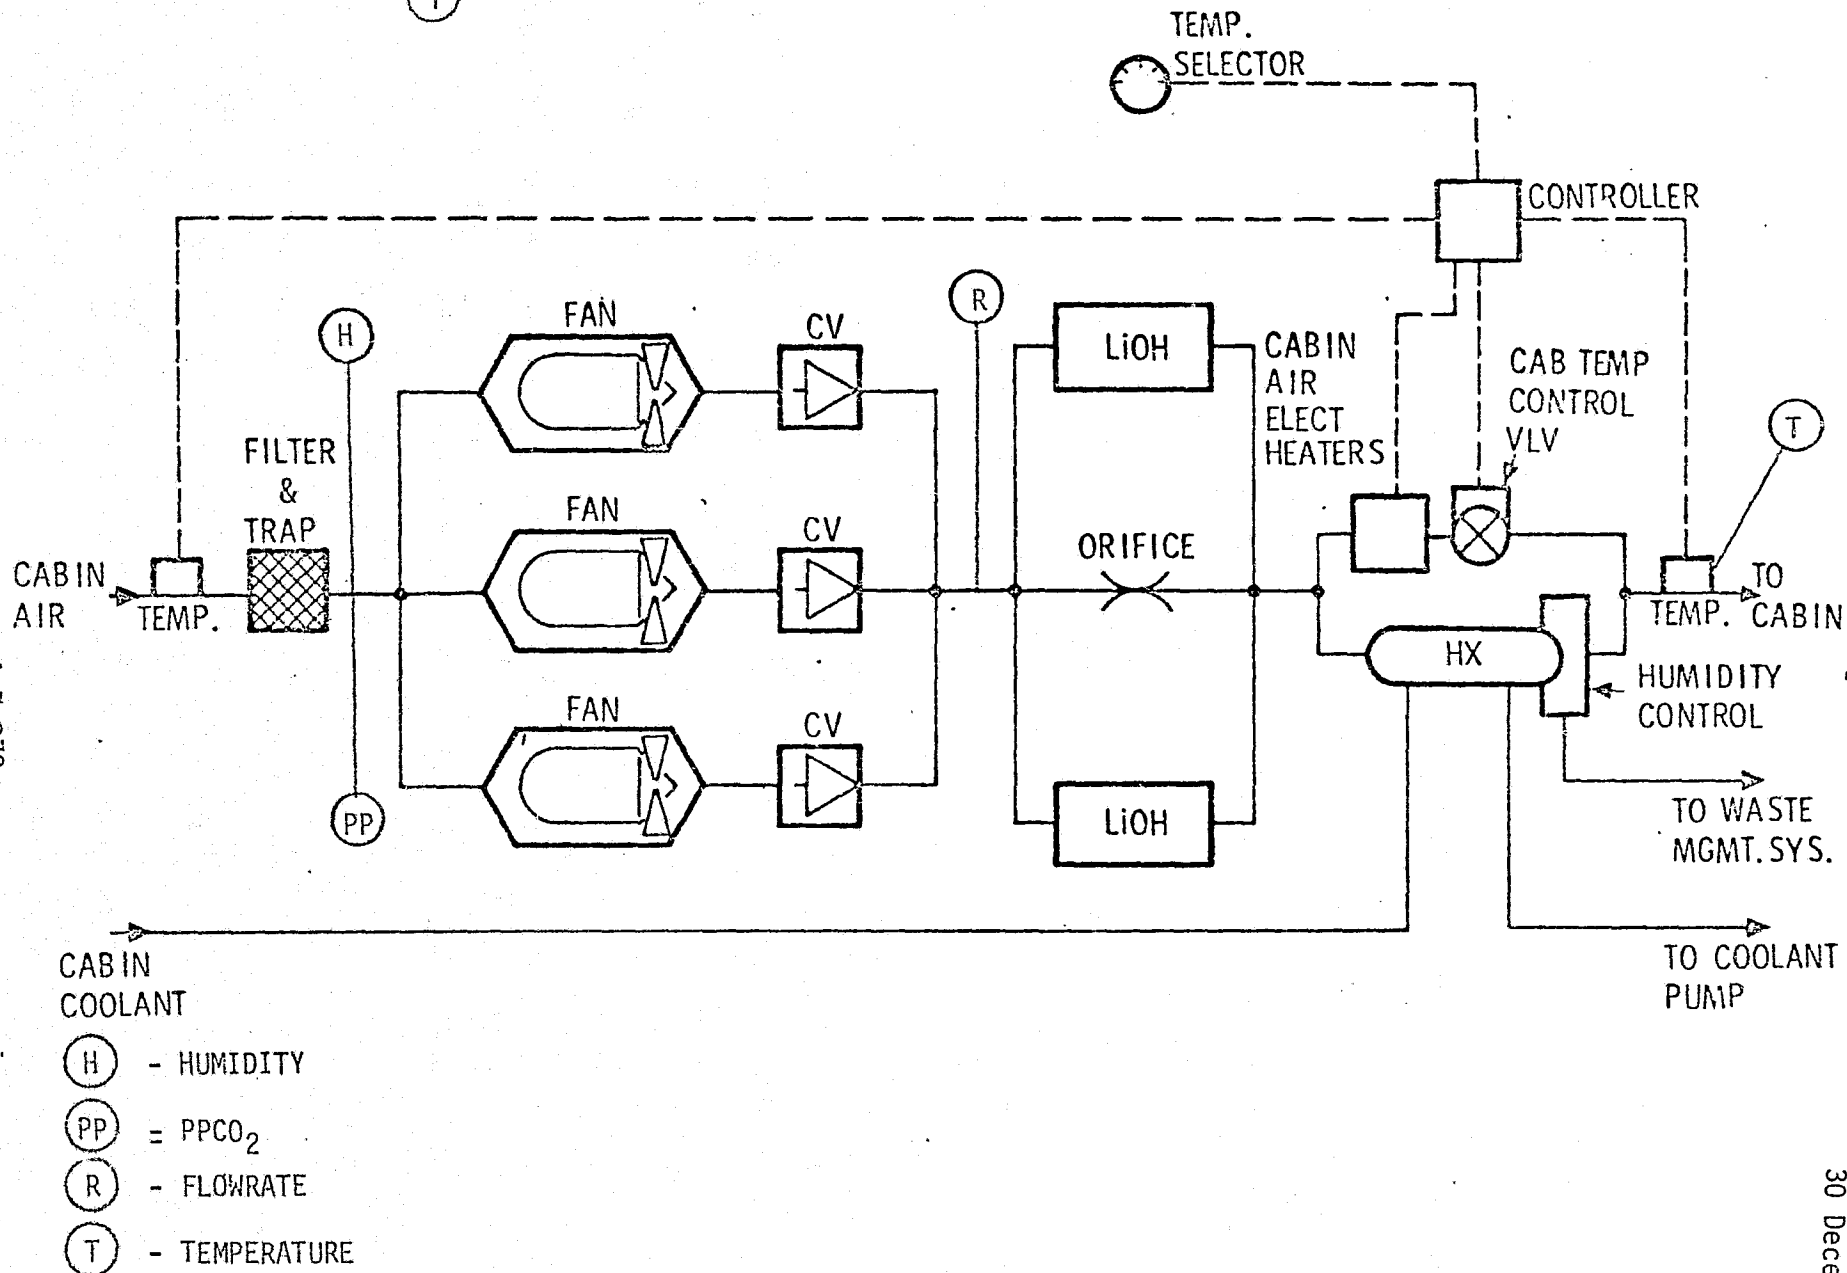 TEMP.
SELECTOR
CONTROLLER
R
H
FAN
CV
LiOH
CABIN
AIR
ELECT
HEATERS
CAB TEMP
CONTROL
VLV
T
FILTER
&
TRAP
FAN
CV
ORIFICE
CABIN
AIR
TEMP.
TEMP.
TO
CABIN
HX
HUMIDITY
CONTROL
FAN
CV
PP
LiOH
TO WASTE
MGMT. SYS.
CABIN
COOLANT
TO COOLANT
PUMP
H - HUMIDITY
PP = PPCO2
R - FLOWRATE
T - TEMPERATURE
30 Dece